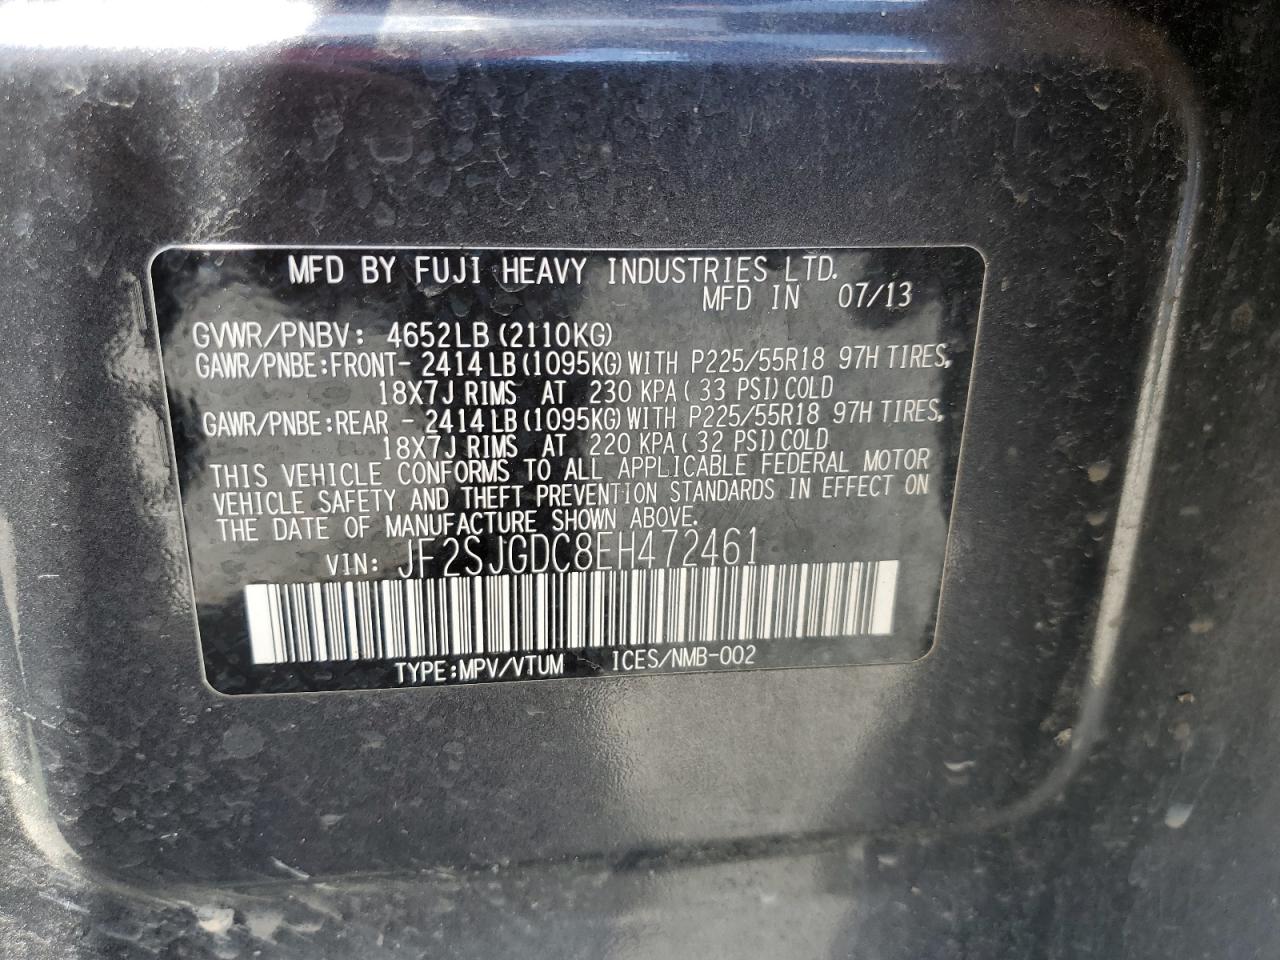 MFD BY FUJI HEAVY INDUSTRIES LTD.
MFD IN 07/13
GVWR/PNBV: 4652LB(2110KG)
GAWR/PNBE:FRONT- 2414LB(1095KG)WITH P225/55R18 97H TIRES,
18X7J RIMS AT 230 KPA(33 PSI)COLD
GAWR/PNBE:REAR - 2414LB(1095KG)WITH P225/55R18 97H TIRES,
18X7J RIMS AT 220 KPA(32 PSI)COLD
THIS VEHICLE CONFORMS TO ALL APPLICABLE FEDERAL MOTOR
VEHICLE SAFETY AND THEFT PREVENTION STANDARDS IN EFFECT ON
THE DATE OF MANUFACTURE SHOWN ABOVE.
VIN: JF2SJGDC8EH472461
TYPE:MPV/VTUM ICES/NMB-002